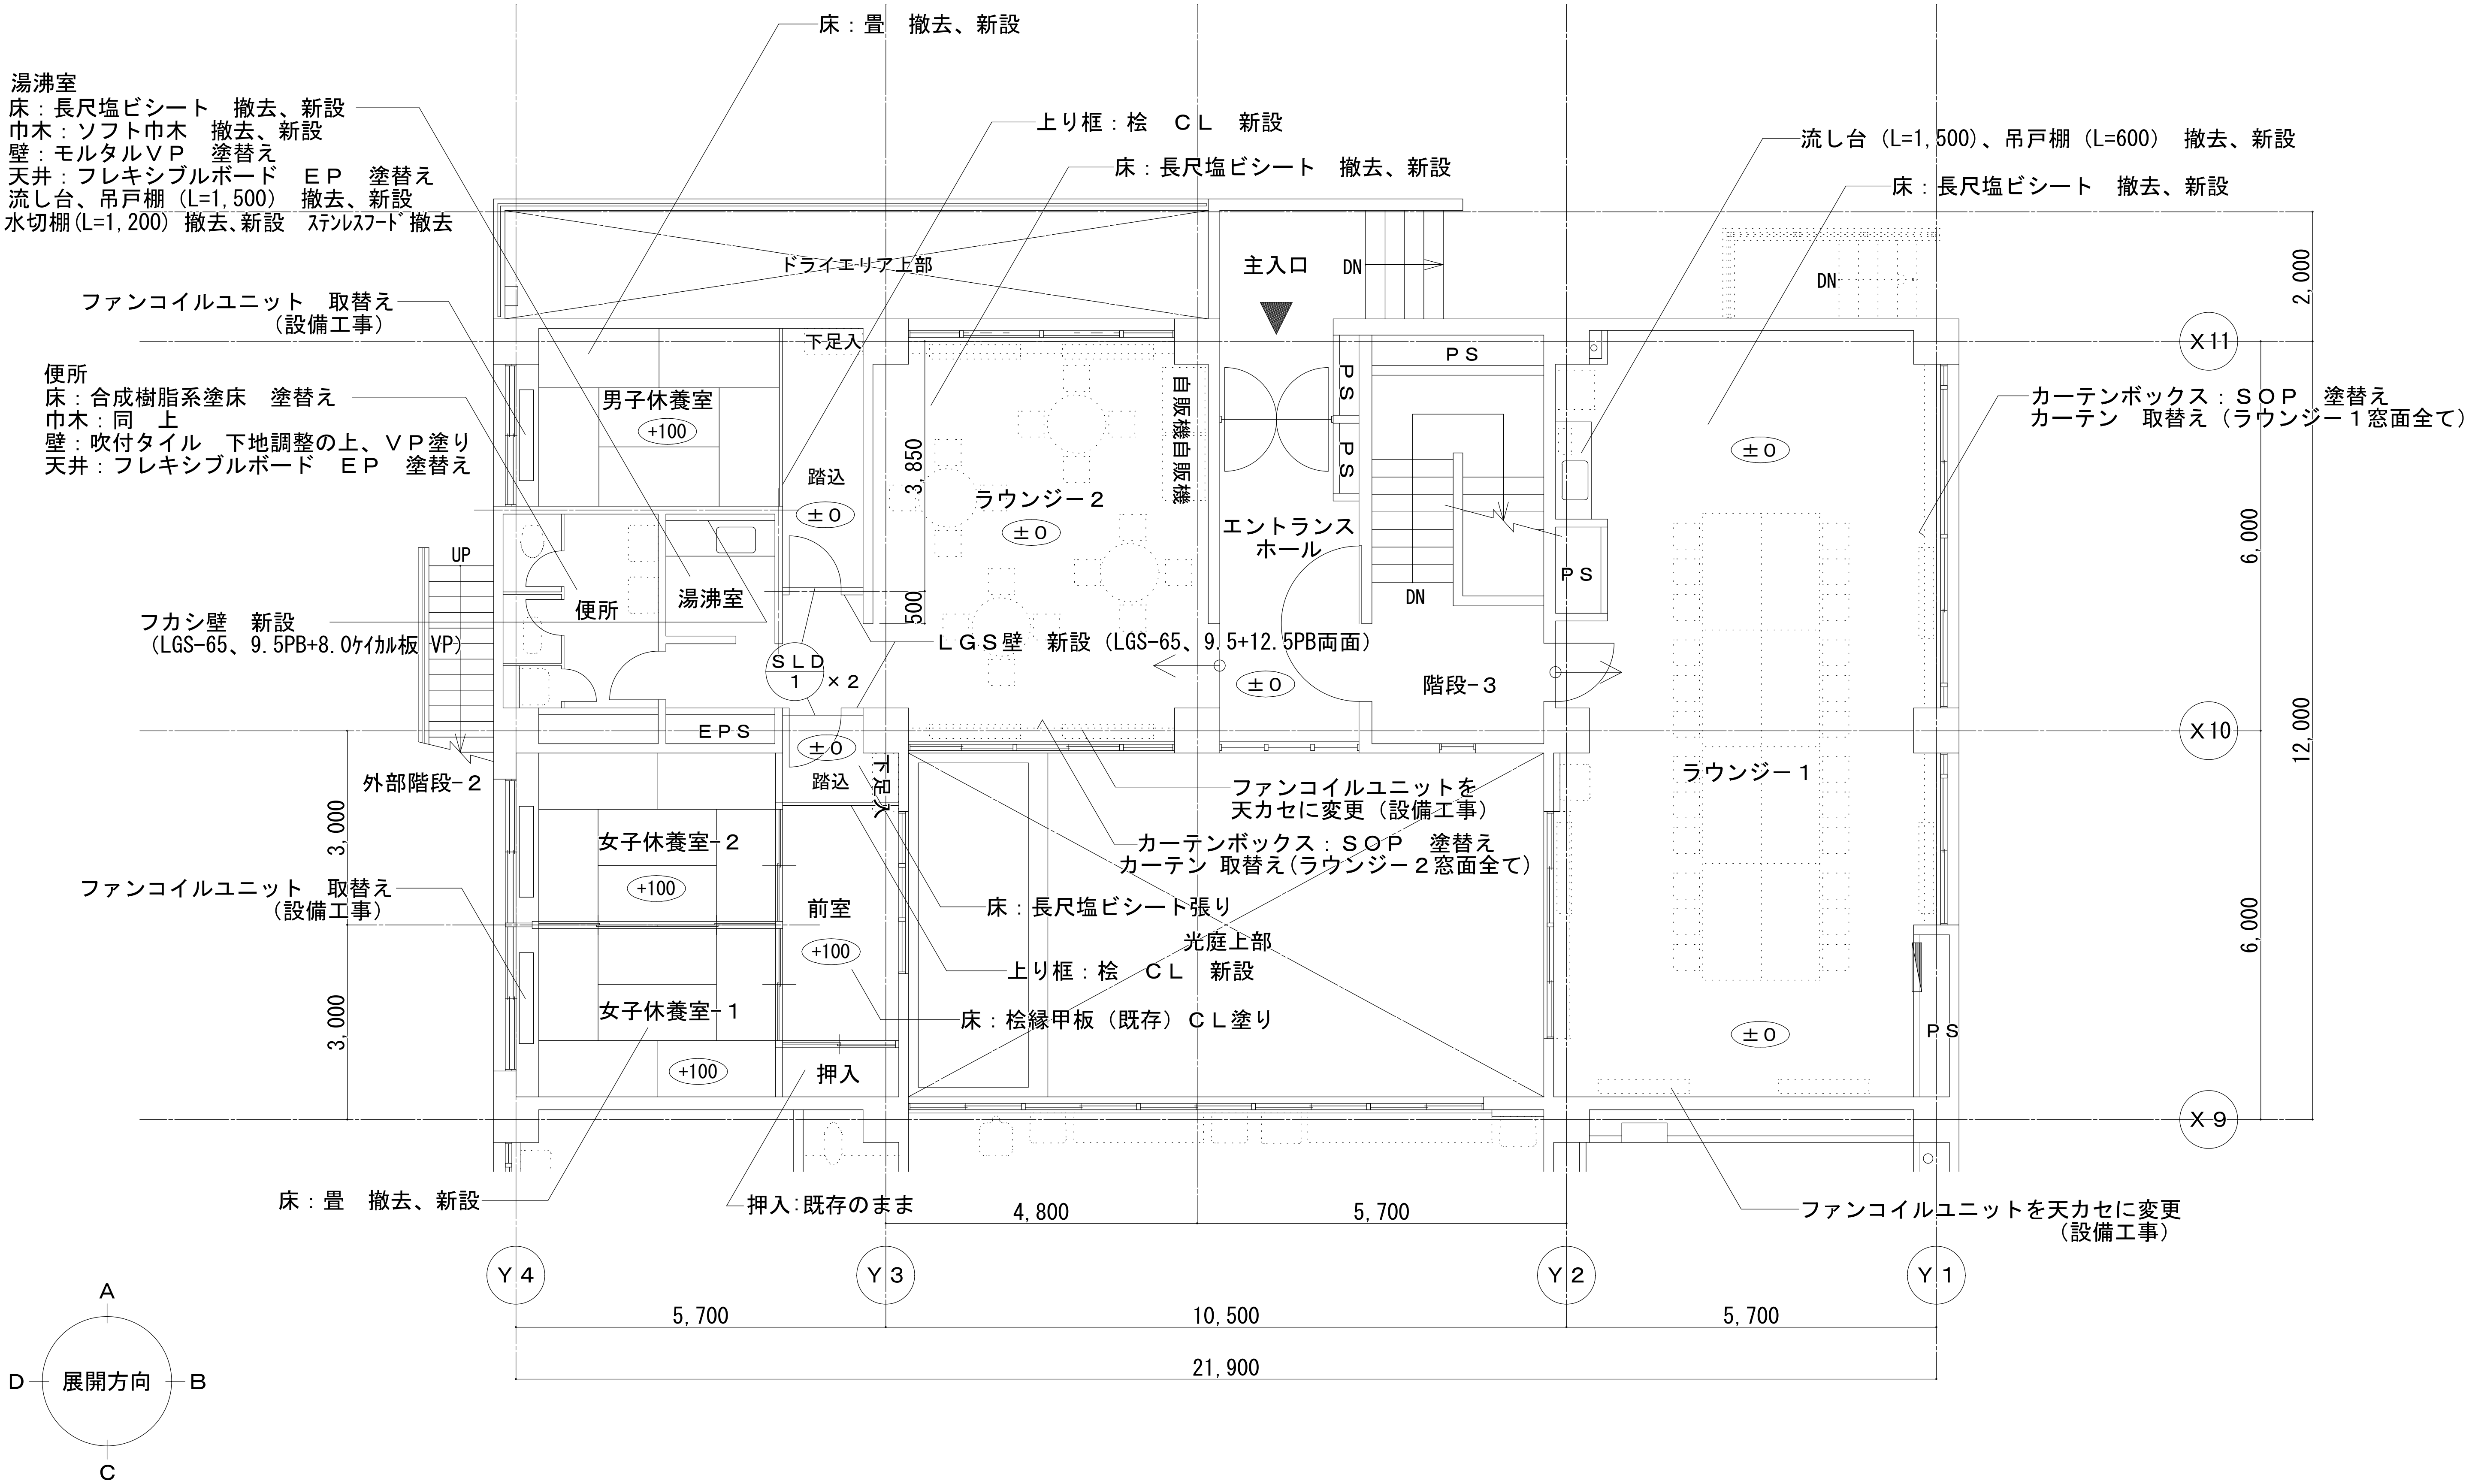 床：畳　撤去、新設
湯沸室
床：長尺塩ビシート　撤去、新設
巾木：ソフト巾木　撤去、新設
壁：モルタルＶＰ　塗替え
天井：フレキシブルボード　ＥＰ　塗替え
流し台、吊戸棚（L=1,500）　撤去、新設
水切棚(L=1,200) 撤去、新設　ｽﾃﾝﾚｽﾌｰﾄﾞ撤去
上り框：桧　ＣＬ　新設
床：長尺塩ビシート　撤去、新設
流し台（L=1,500）、吊戸棚（L=600）　撤去、新設
床：長尺塩ビシート　撤去、新設
ドライエリア上部
主入口
DN
DN
2,000
ファンコイルユニット　取替え
（設備工事）
下足入
ＰＳ
X11
便所
床：合成樹脂系塗床　塗替え
巾木：同　上
壁：吹付タイル　下地調整の上、ＶＰ塗り
天井：フレキシブルボード　ＥＰ　塗替え
男子休養室
+100
自販機自販機
ＰＳ
ＰＳ
カーテンボックス：ＳＯＰ　塗替え
カーテン　取替え（ラウンジー１窓面全て）
±０
踏込
±０
3,850
ラウンジー２
±０
エントランス
ホール
6,000
UP
便所
湯沸室
500
ＰＳ
DN
フカシ壁　新設
（LGS-65、9.5PB+8.0ｹｲｶﾙ板 VP）
ＬＧＳ壁　新設（LGS-65、9.5+12.5PB両面）
ＳＬＤ
１
×２
±０
階段-３
ＥＰＳ
±０
踏込
下足入
X10
12,000
外部階段-２
ファンコイルユニットを
天カセに変更（設備工事）
ラウンジー１
3,000
女子休養室-２
+100
カーテンボックス：ＳＯＰ　塗替え
カーテン 取替え(ラウンジー２窓面全て)
ファンコイルユニット　取替え
（設備工事）
前室
+100
床：長尺塩ビシート張り
光庭上部
上り框：桧　ＣＬ　新設
6,000
3,000
女子休養室-１
+100
床：桧縁甲板（既存）ＣＬ塗り
±０
ＰＳ
押入
X９
床：畳　撤去、新設
押入：既存のまま
4,800
5,700
ファンコイルユニットを天カセに変更
（設備工事）
Ｙ４
Ｙ３
Ｙ２
Ｙ１
5,700
10,500
5,700
21,900
A
D
展開方向
B
C